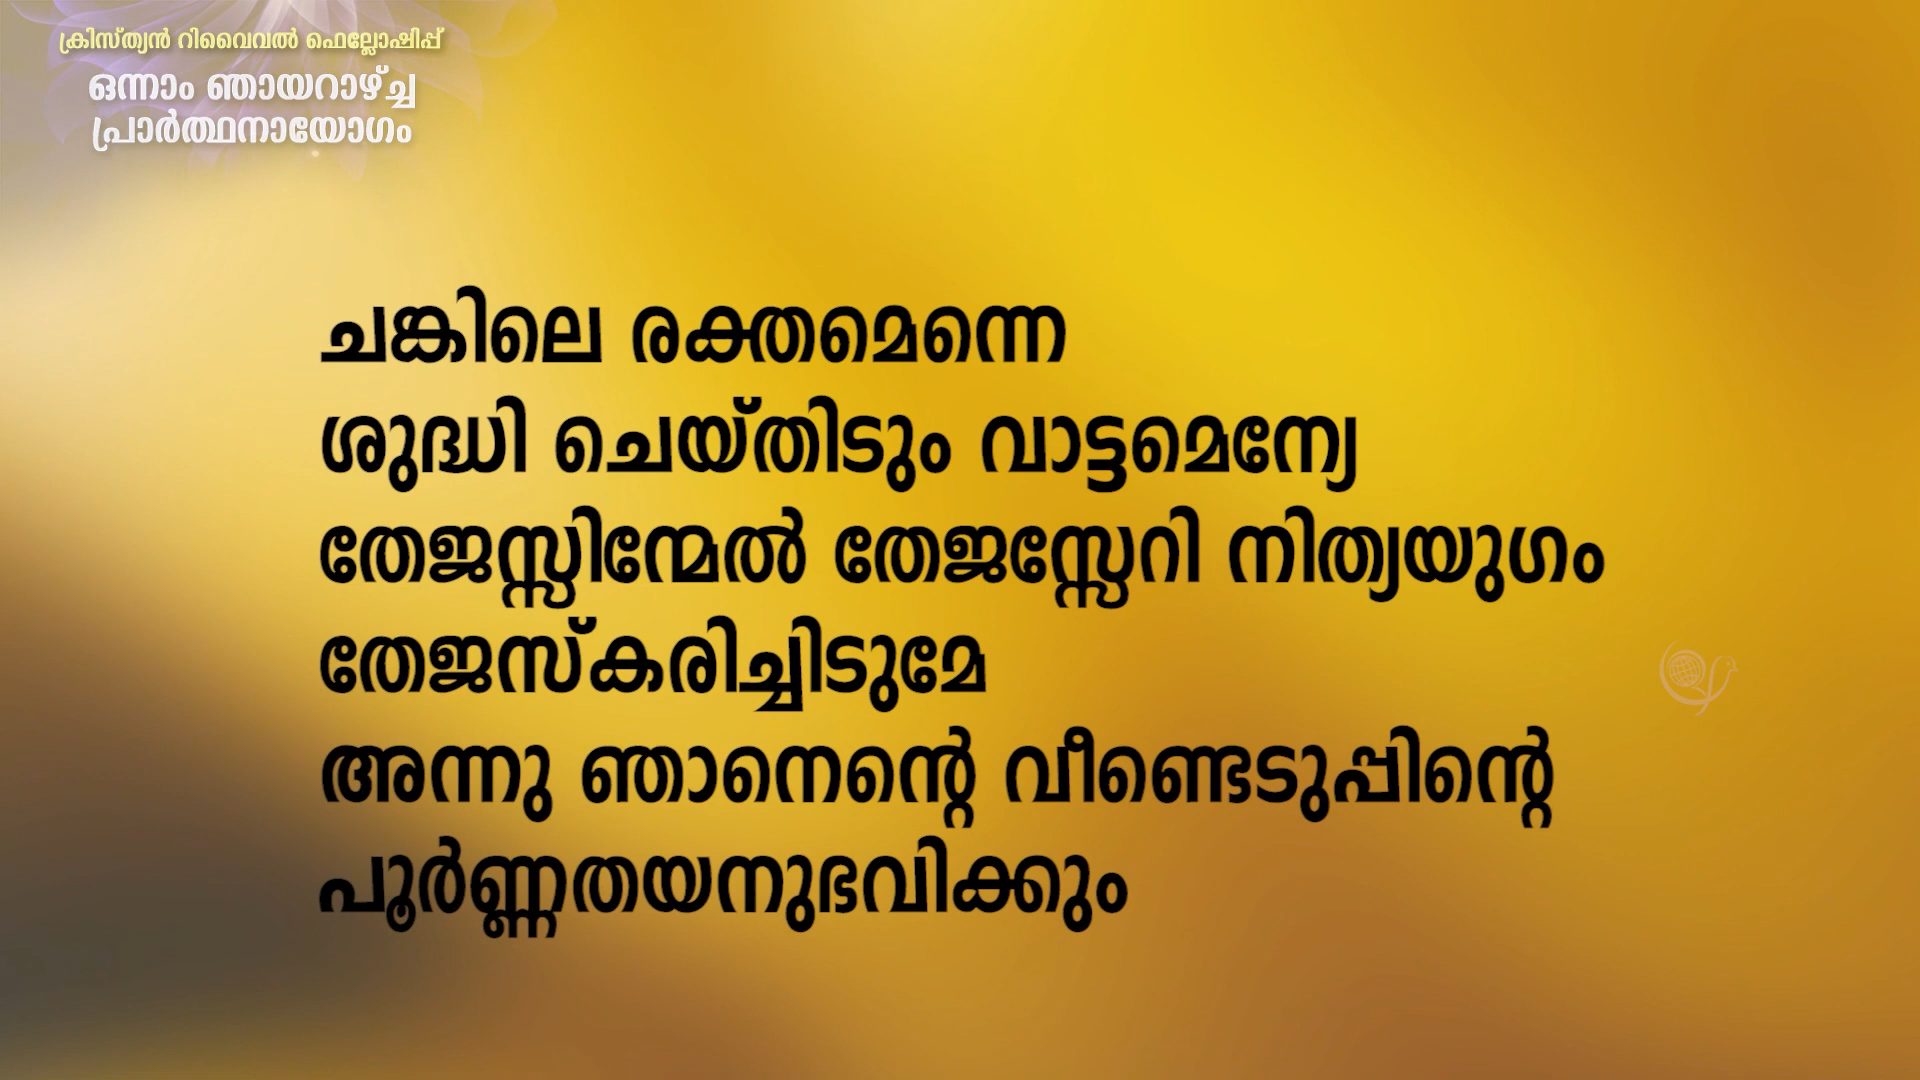 ക്രിസ്ത്യൻ റിവൈവൽ ഫെല്ലോഷിപ്പ്
ഒന്നാം ഞായറാഴ്ച്ച
പ്രാർത്ഥനായോഗം
ചങ്കിലെ രക്തമെന്നെ
ശുദ്ധി ചെയ്തിടും വാട്ടമെന്യേ
തേജസ്സിന്മേൽ തേജസ്സേറി നിത്യയുഗം
തേജസ്കരിച്ചിടുമേ
അന്നു ഞാനെന്റെ വീണ്ടെടുപ്പിന്റെ
പൂർണ്ണതയനുഭവിക്കും